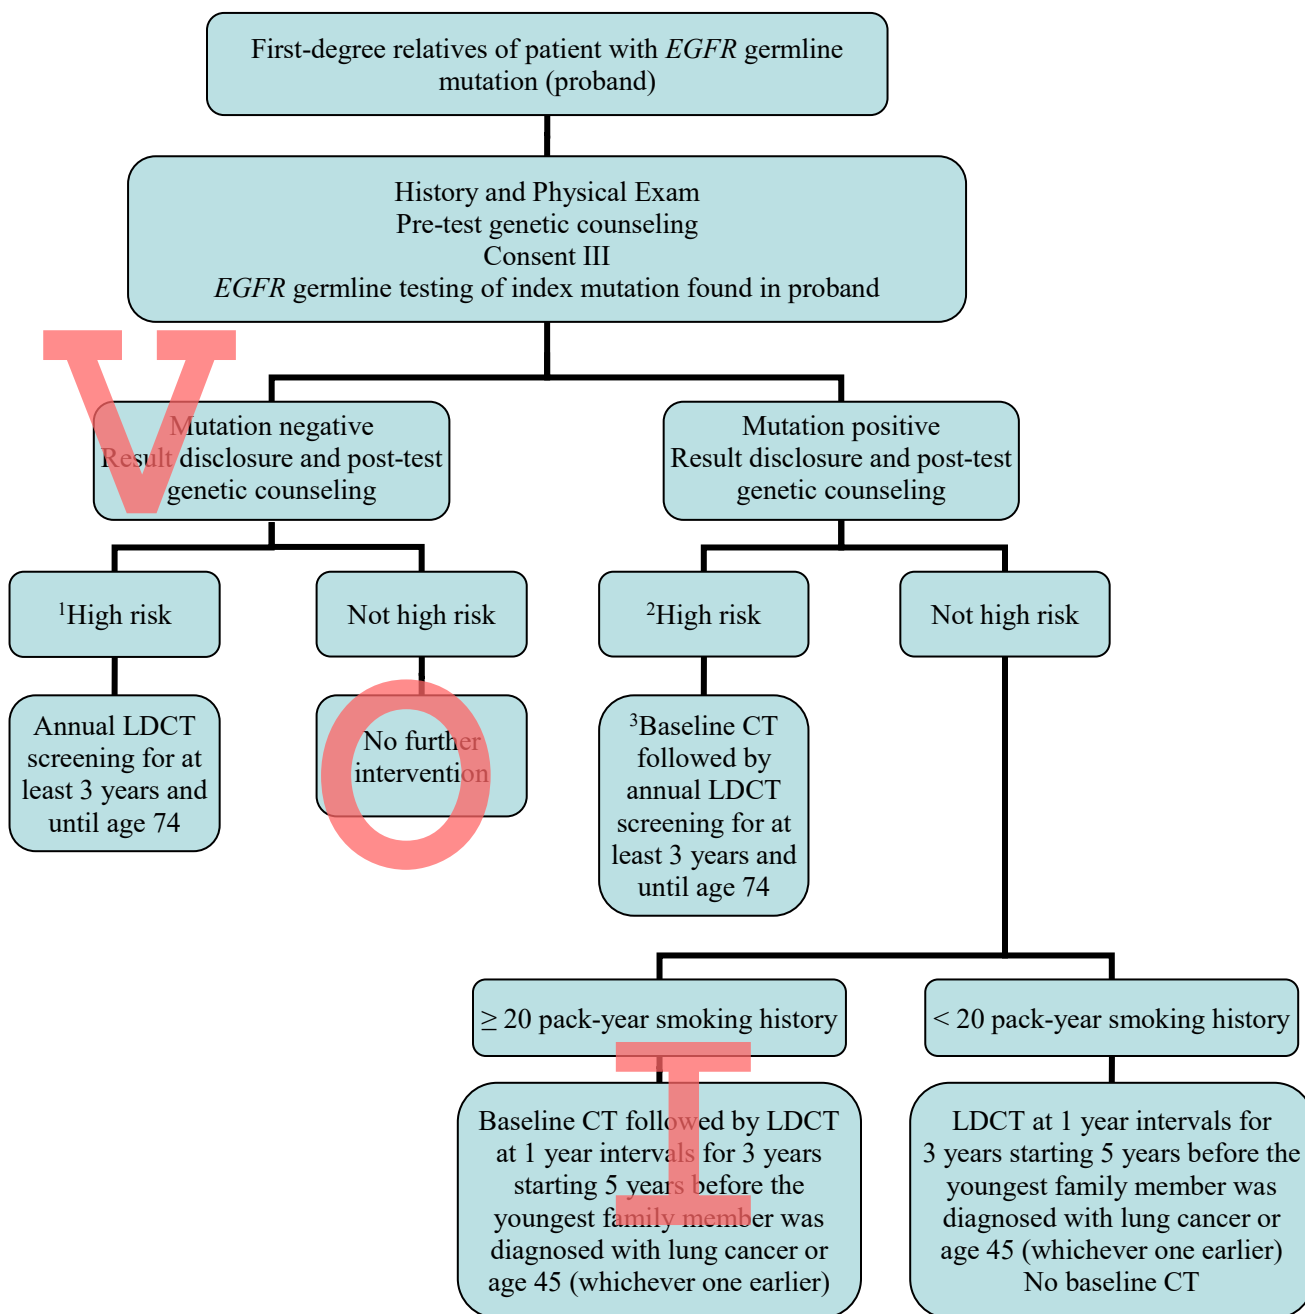 First-degree relatives of patient with EGFR germline
mutation (proband)
History and Physical Exam
Pre-test genetic counseling
Consent III
EGFR germline testing of index mutation found in proband
Mutation negative
Result disclosure and post-test
genetic counseling
Mutation positive
Result disclosure and post-test
genetic counseling
1High risk
Not high risk
2High risk
Not high risk
Annual LDCT
screening for at
least 3 years and
until age 74
No further
intervention
3Baseline CT
followed by
annual LDCT
screening for at
least 3 years and
until age 74
≥ 20 pack-year smoking history
< 20 pack-year smoking history
Baseline CT followed by LDCT
at 1 year intervals for 3 years
starting 5 years before the
youngest family member was
diagnosed with lung cancer or
age 45 (whichever one earlier)
LDCT at 1 year intervals for
3 years starting 5 years before the
youngest family member was
diagnosed with lung cancer or
age 45 (whichever one earlier)
No baseline CT
V
O
I